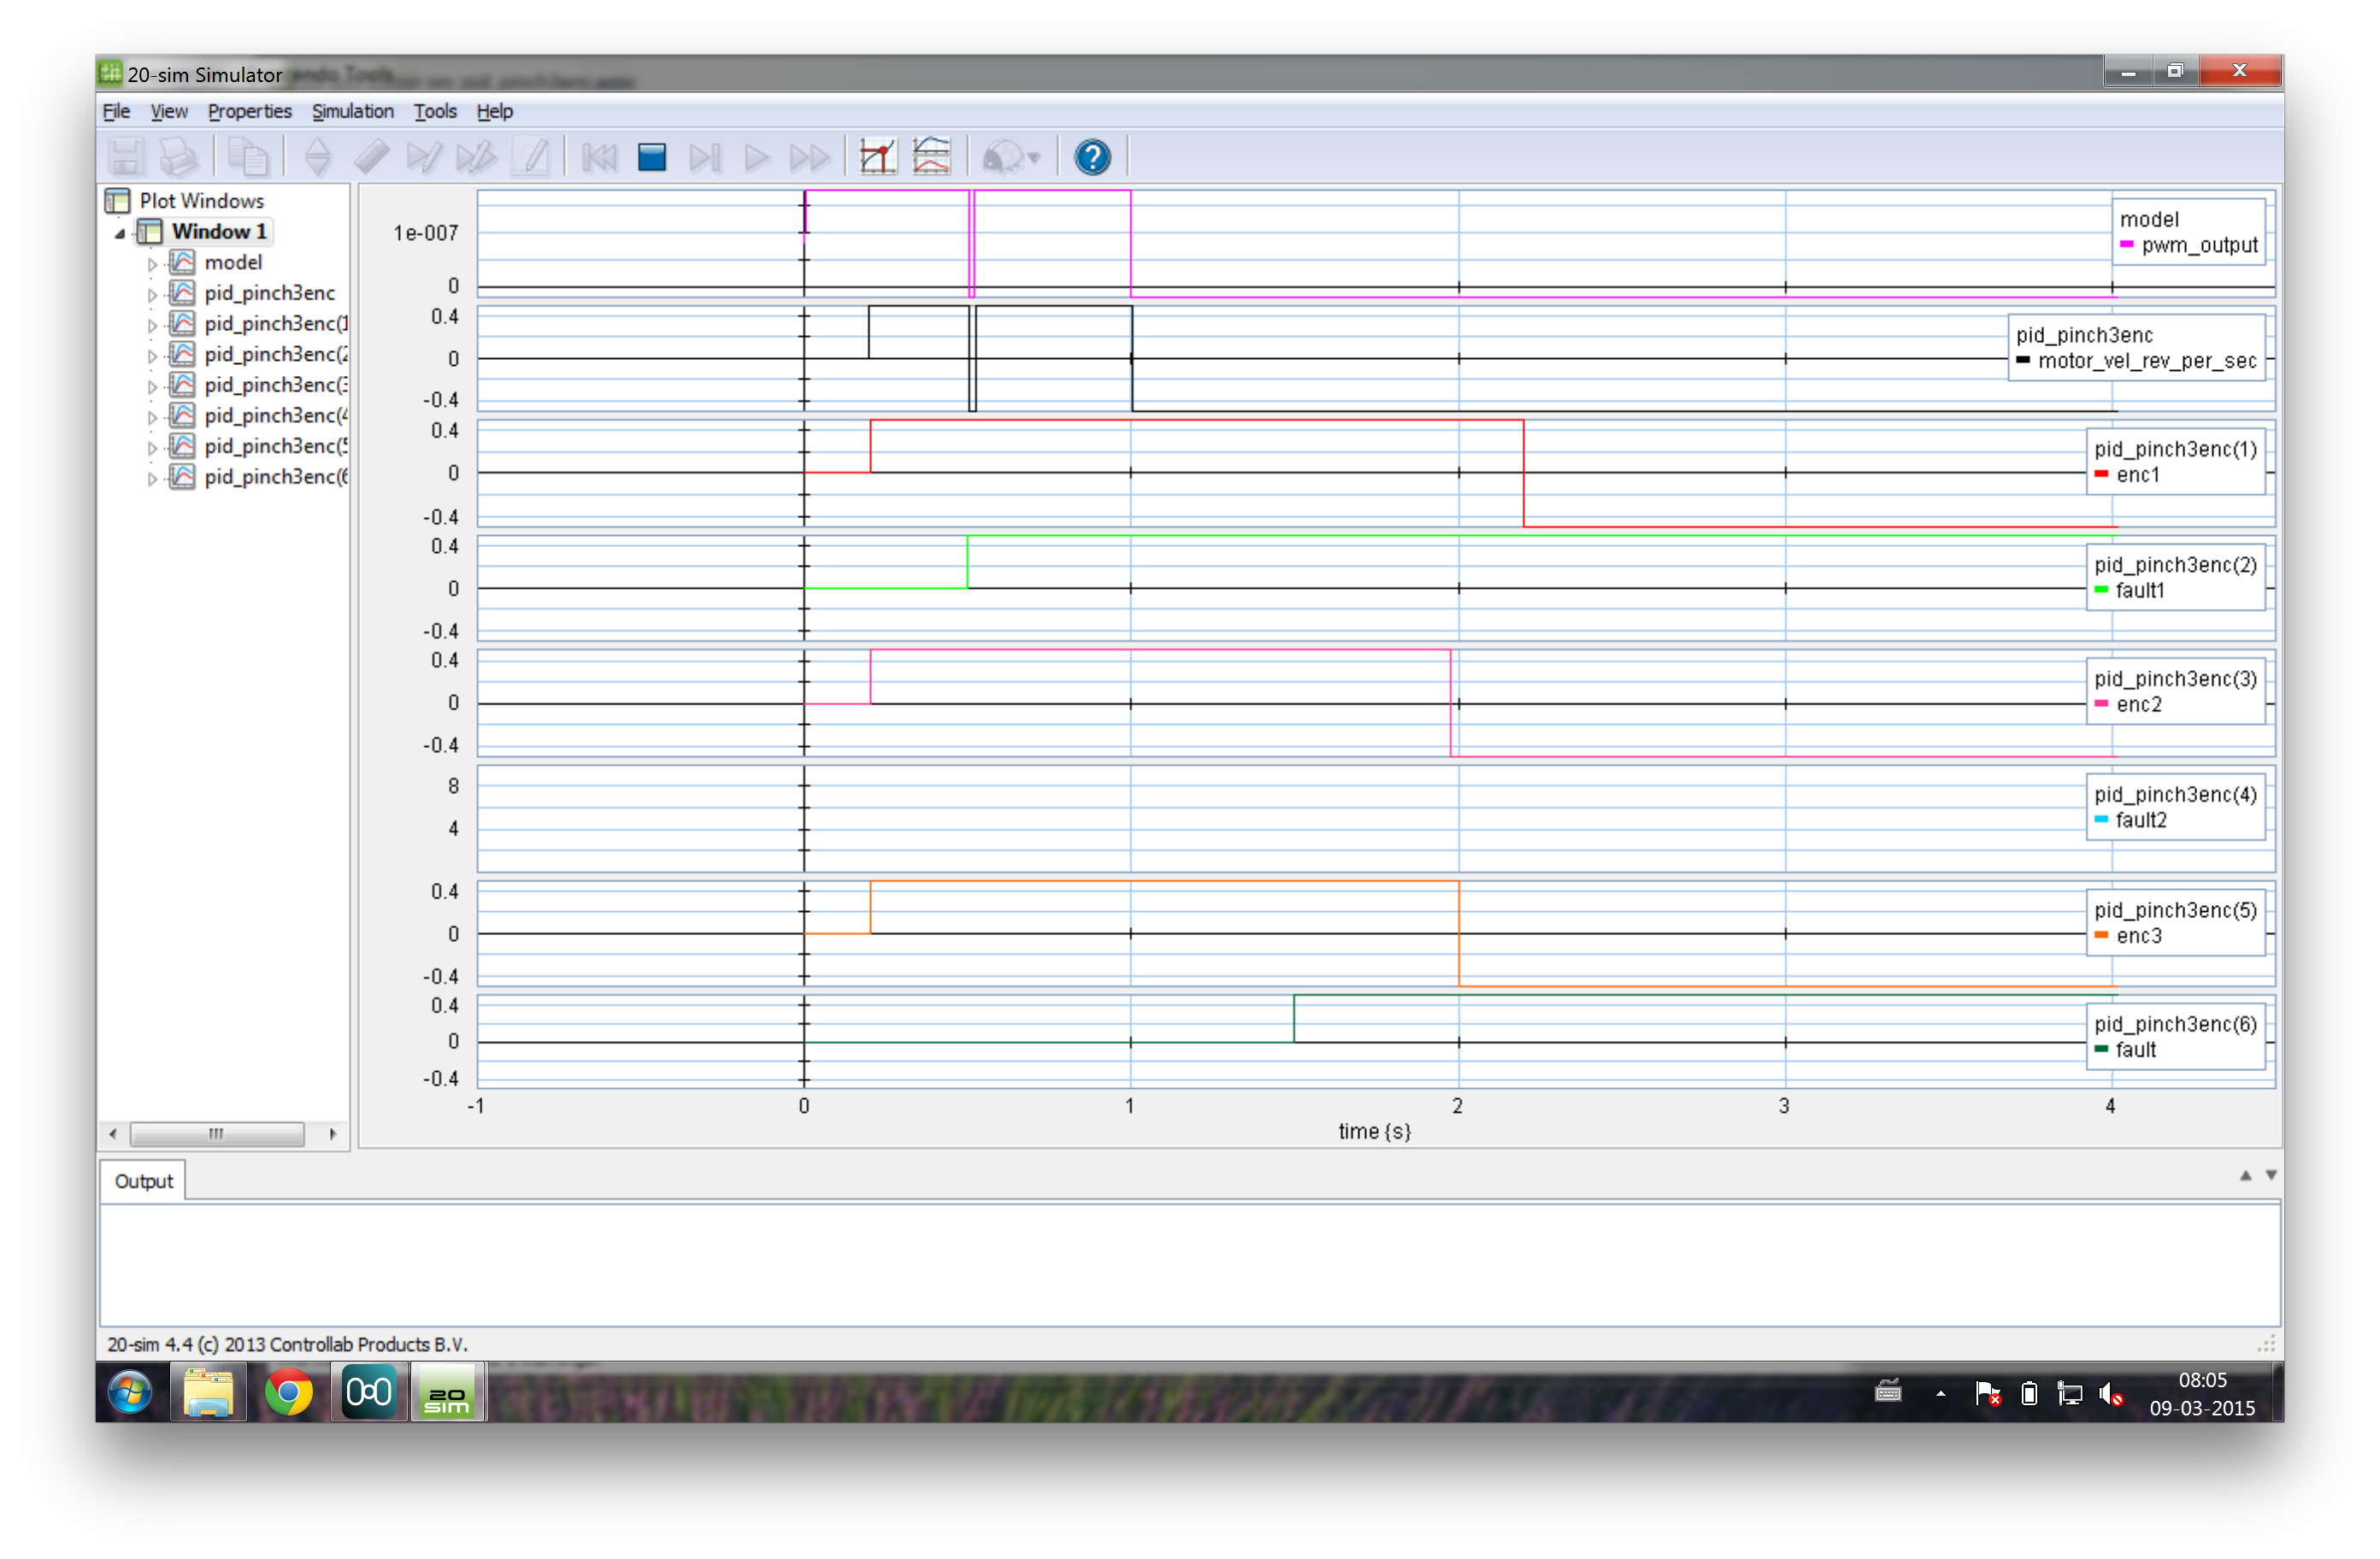 20-sim Simulator
File View Properties Simulation Tools Help
Plot Windows
Window 1
model
pid_pinch3enc
pid_pinch3enc(1
pid_pinch3enc(2
pid_pinch3enc(3
pid_pinch3enc(4
pid_pinch3enc(5
pid_pinch3enc(6
1e-007
0
model
pwm_output
0.4
0
-0.4
pid_pinch3enc
motor_vel_rev_per_sec
0.4
0
-0.4
pid_pinch3enc(1)
enc1
0.4
0
-0.4
pid_pinch3enc(2)
fault1
0.4
0
-0.4
pid_pinch3enc(3)
enc2
8
4
pid_pinch3enc(4)
fault2
0.4
0
-0.4
pid_pinch3enc(5)
enc3
0.4
0
-0.4
pid_pinch3enc(6)
fault
-1 0 1 2 3 4
time {s}
Output
20-sim 4.4 (c) 2013 Controllab Products B.V.
20
sim
08:05
09-03-2015